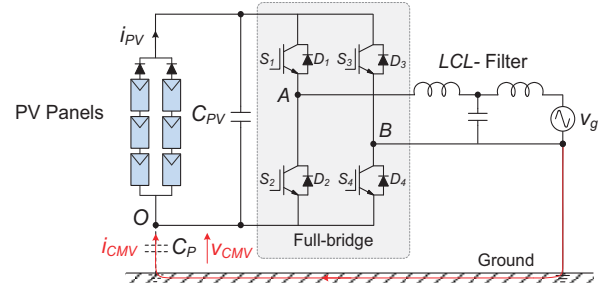 i_PV
S_1
D_1
S_3
D_3
LCL- Filter
PV Panels
C_PV
A
B
v_g
S_2
D_2
S_4
D_4
O
i_CMV
C_P
v_CMV
Full-bridge
Ground